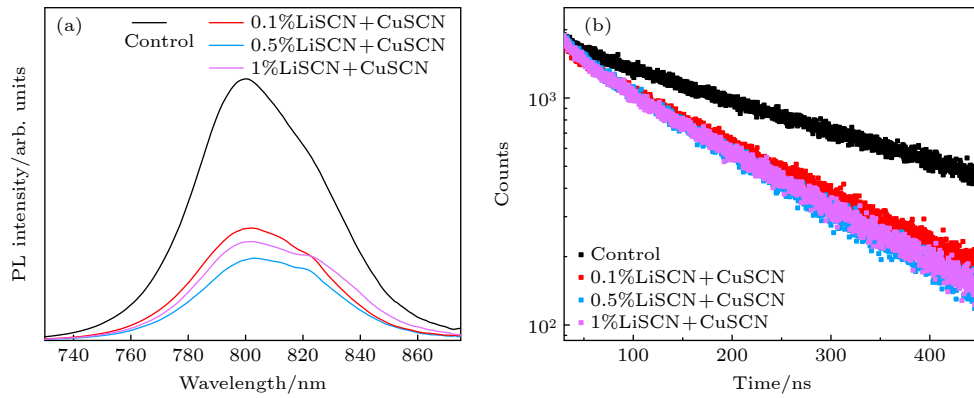 (a)
Control
0.1%LiSCN+CuSCN
0.5%LiSCN+CuSCN
1%LiSCN+CuSCN
PL intensity/arb. units
740 760 780 800 820 840 860
Wavelength/nm
(b)
10³
10²
Counts
Control
0.1%LiSCN+CuSCN
0.5%LiSCN+CuSCN
1%LiSCN+CuSCN
100 200 300 400
Time/ns